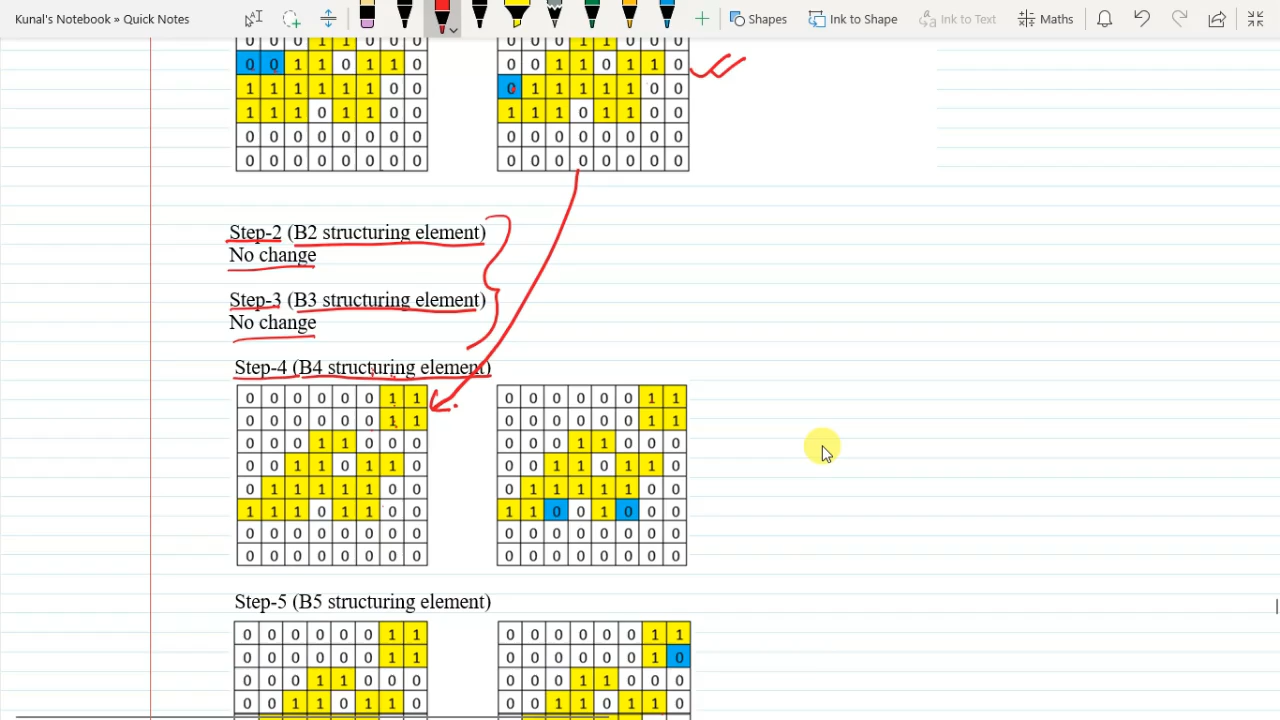 Kunal's Notebook » Quick Notes
Shapes Ink to Shape Ink to Text Maths
0 0 0 1 1 0 0 0 0 0 0 1 1 0 0 0
0 0 1 1 0 1 1 0 0 0 1 1 0 1 1 0
1 1 1 1 1 1 0 0 0 1 1 1 1 1 0 0
1 1 1 0 1 1 0 0 1 1 1 0 1 1 0 0
0 0 0 0 0 0 0 0 0 0 0 0 0 0 0 0
0 0 0 0 0 0 0 0 0 0 0 0 0 0 0 0
Step-2 (B2 structuring element)
No change
Step-3 (B3 structuring element)
No change
Step-4 (B4 structuring element)
0 0 0 0 0 0 1 1 0 0 0 0 0 0 1 1
0 0 0 0 0 0 1 1 0 0 0 0 0 0 1 1
0 0 0 1 1 0 0 0 0 0 0 1 1 0 0 0
0 0 1 1 0 1 1 0 0 0 1 1 0 1 1 0
0 1 1 1 1 1 0 0 0 1 1 1 1 1 0 0
1 1 1 0 1 1 0 0 1 1 0 0 1 0 0 0
0 0 0 0 0 0 0 0 0 0 0 0 0 0 0 0
0 0 0 0 0 0 0 0 0 0 0 0 0 0 0 0
Step-5 (B5 structuring element)
0 0 0 0 0 0 1 1 0 0 0 0 0 0 1 1
0 0 0 0 0 0 1 1 0 0 0 0 0 0 1 0
0 0 0 1 1 0 0 0 0 0 0 1 1 0 0 0
0 0 1 1 0 1 1 0 0 0 1 1 0 1 1 0